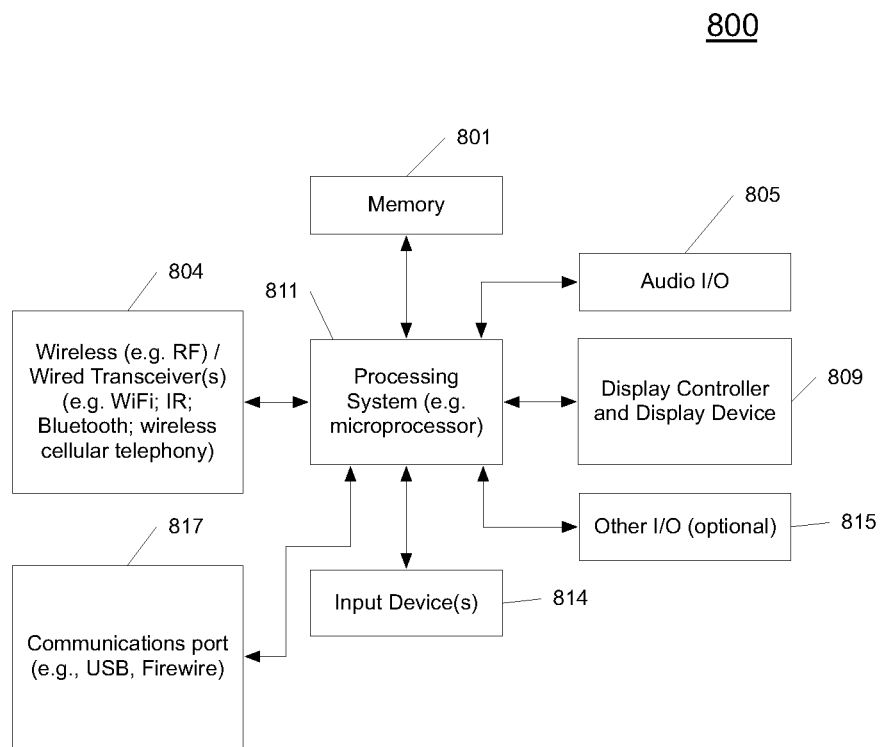 800
801
Memory
805
Audio I/O
804
Wireless (e.g. RF) /
Wired Transceiver(s)
(e.g. WiFi; IR;
Bluetooth; wireless
cellular telephony)
811
Processing
System (e.g.
microprocessor)
Display Controller
and Display Device
809
817
Communications port
(e.g., USB, Firewire)
Input Device(s)
814
Other I/O (optional)
815